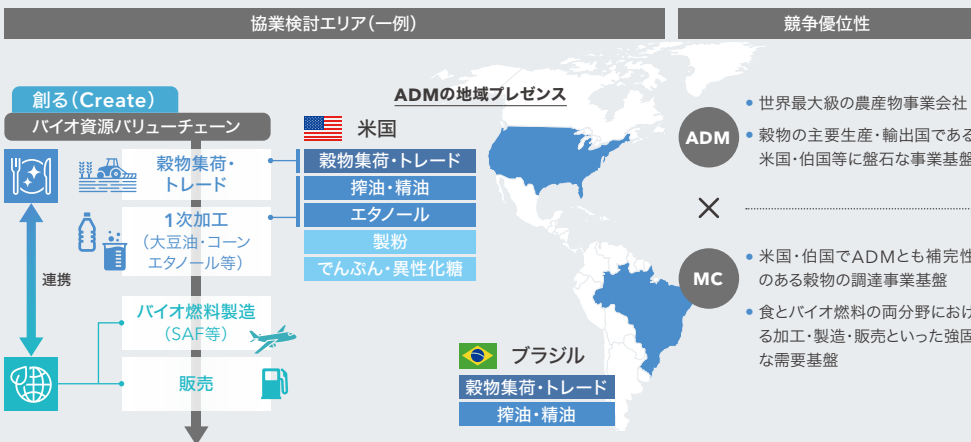 協業検討エリア（一例）
競争優位性
創る（Create）
バイオ資源バリューチェーン
穀物集荷・
トレード
1次加工
（大豆油・コーン
エタノール等）
連携
バイオ燃料製造
（SAF等）
販売
ADMの地域プレゼンス
米国
穀物集荷・トレード
搾油・精油
エタノール
製粉
でんぷん・異性化糖
ブラジル
穀物集荷・トレード
搾油・精油
ADM
• 世界最大級の農産物事業会社
• 穀物の主要生産・輸出国である
米国・伯国等に盤石な事業基盤
×
MC
• 米国・伯国でADMとも補完性
のある穀物の調達事業基盤
• 食とバイオ燃料の両分野におけ
る加工・製造・販売といった強固
な需要基盤